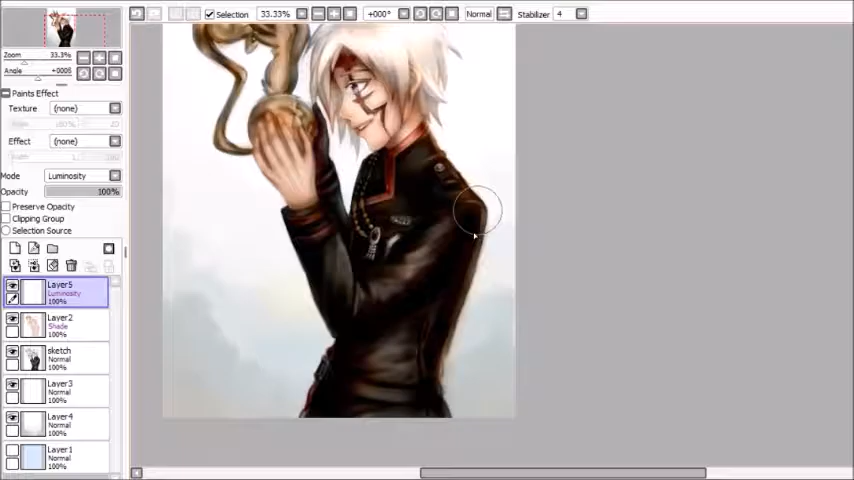 Selection 33.33% +000° Normal Stabilizer 4
Zoom 33.3%
Angle
Paints Effect
Texture (none)
Effect (none)
Mode Luminosity
Opacity 100%
Preserve Opacity
Clipping Group
Selection Source
Layer5
Luminosity
100%
Layer2
Shade
100%
sketch
Normal
100%
Layer3
Normal
100%
Layer4
Normal
100%
Layer1
Normal
100%